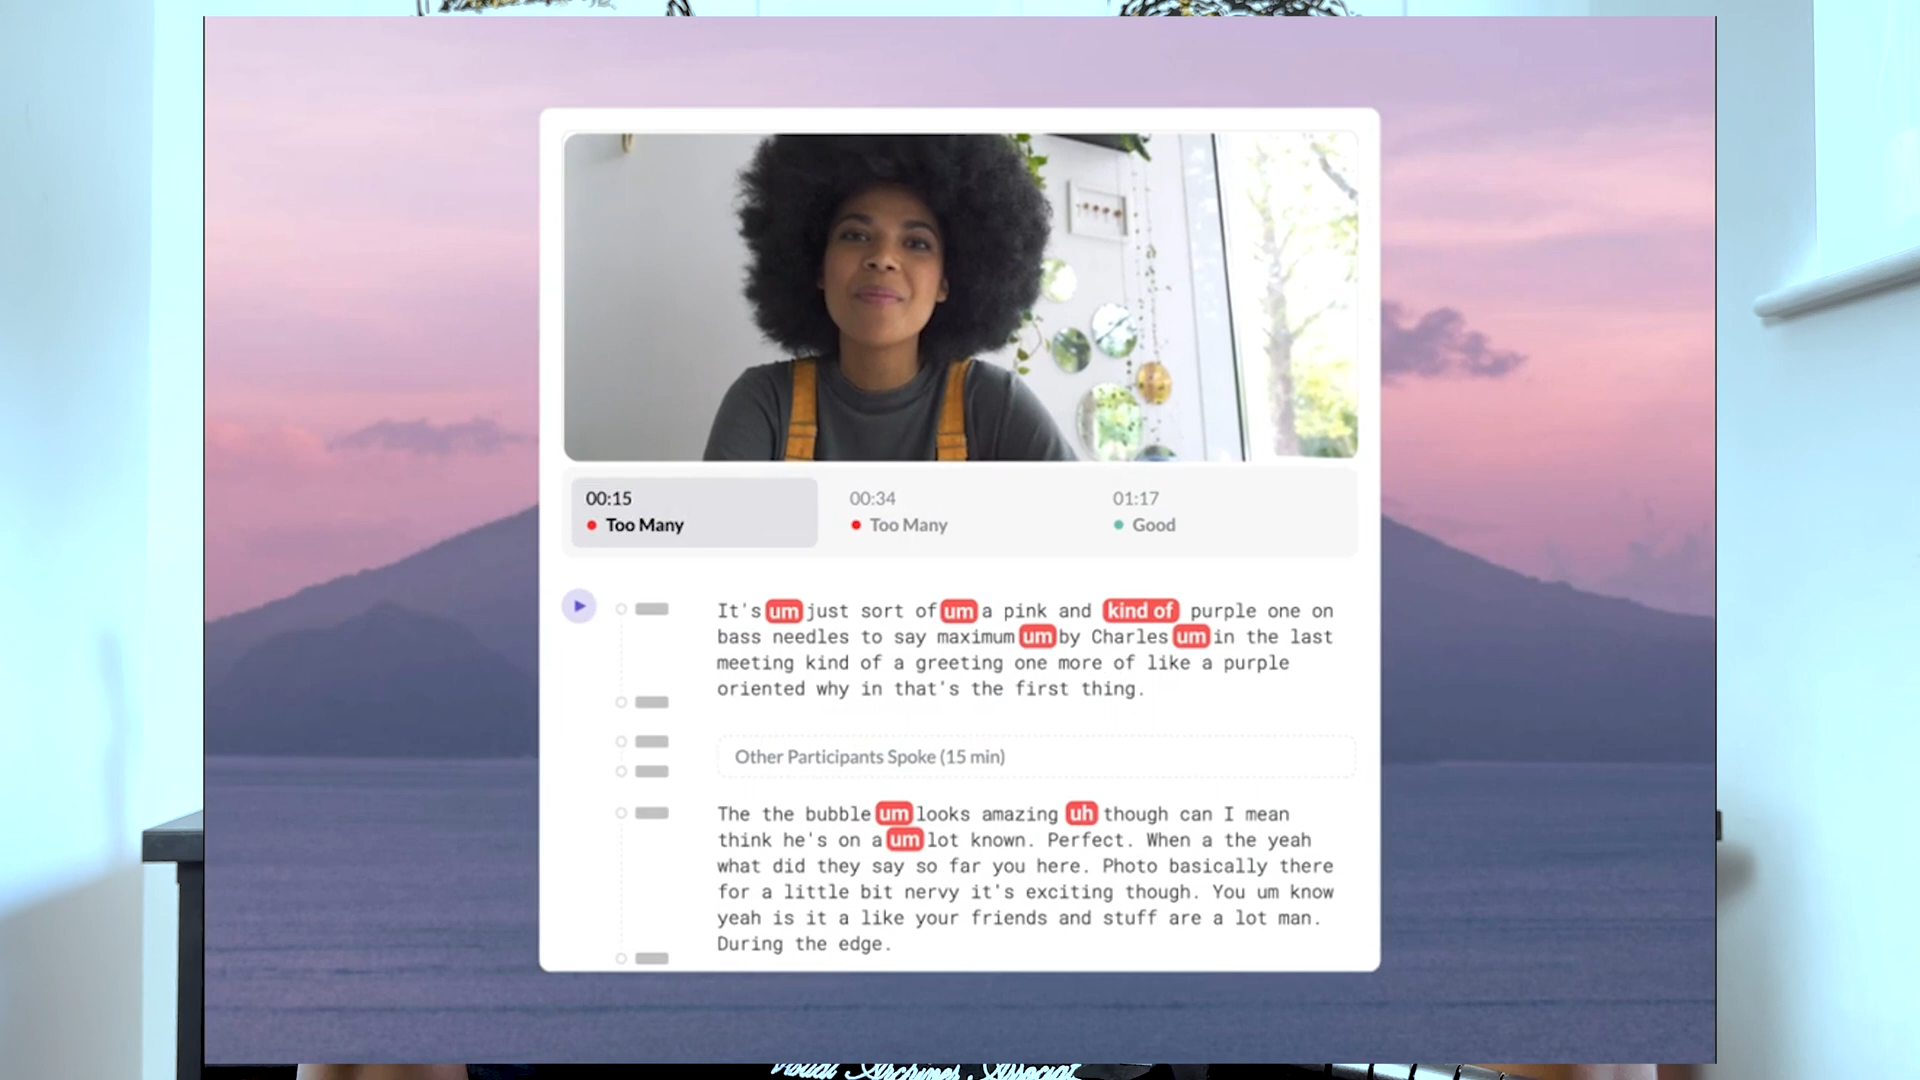 00:15
Too Many
00:34
Too Many
01:17
Good
It's um just sort of um a pink and kind of purple one on
bass needles to say maximum um by Charles um in the last
meeting kind of a greeting one more of like a purple
oriented why in that's the first thing.
Other Participants Spoke (15 min)
The the bubble um looks amazing uh though can I mean
think he's on a um lot known. Perfect. When a the yeah
what did they say so far you here. Photo basically there
for a little bit nervy it's exciting though. You um know
yeah is it a like your friends and stuff are a lot man.
During the edge.
Visual Archives